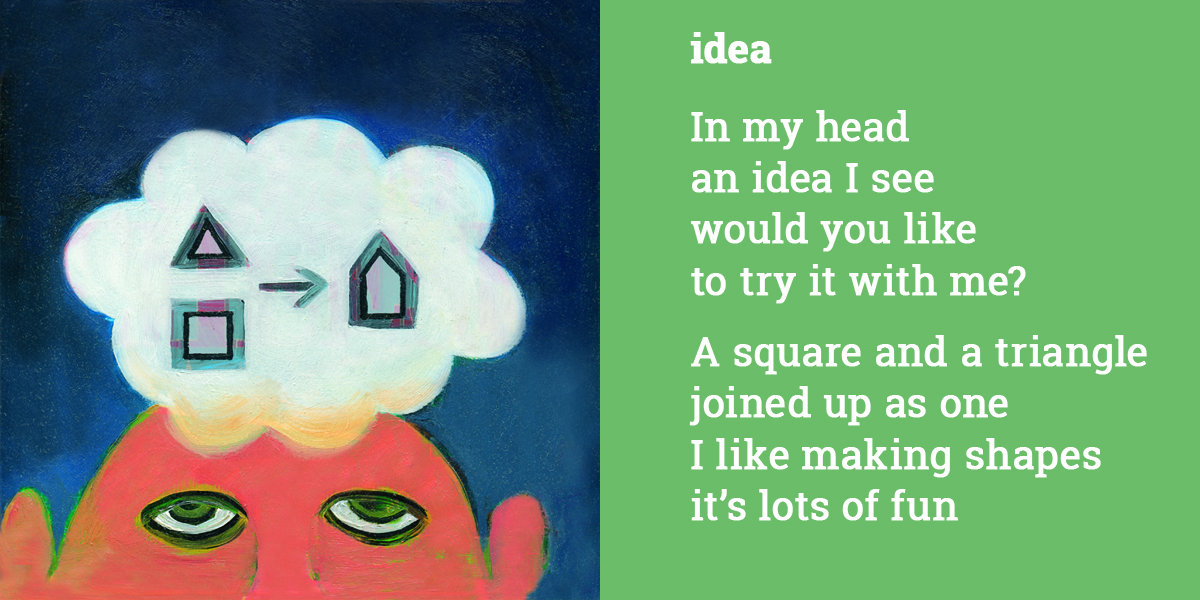 idea
In my head
an idea I see
would you like
to try it with me?
A square and a triangle
joined up as one
I like making shapes
it’s lots of fun